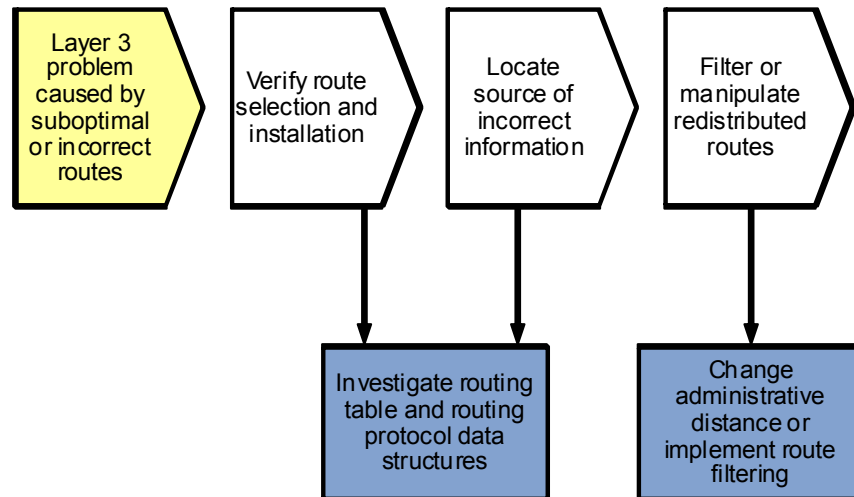 Layer 3
problem
caused by
suboptimal
or incorrect
routes
Verify route
selection and
installation
Locate
source of
incorrect
information
Filter or
manipulate
redistributed
routes
Investigate routing
table and routing
protocol data
structures
Change
administrative
distance or
implement route
filtering